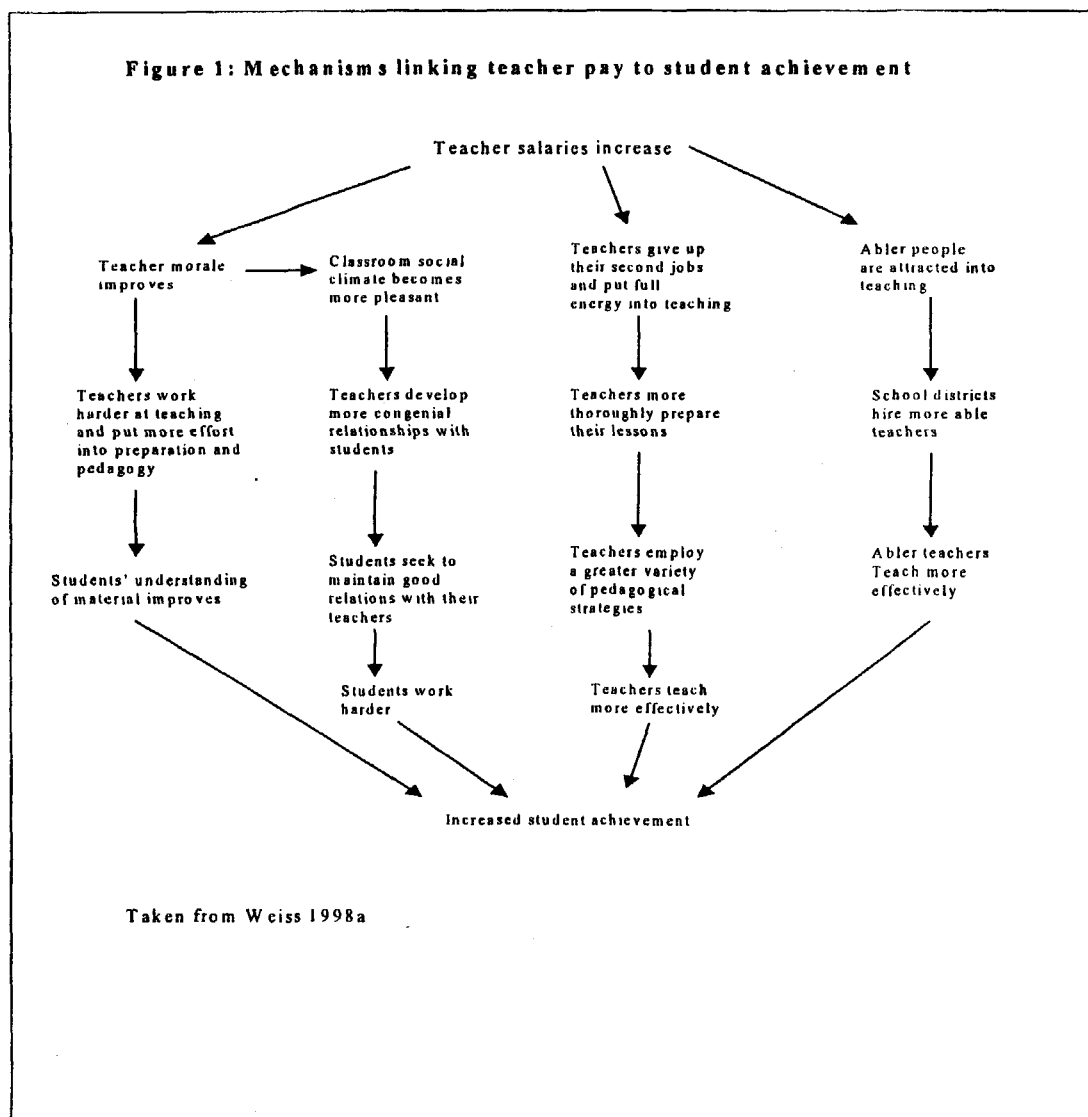 Figure 1: Mechanisms linking teacher pay to student achievement
Teacher salaries increase
Teacher morale
improves
Classroom social
climate becomes
more pleasant
Teachers give up
their second jobs
and put full
energy into teaching
Abler people
are attracted into
teaching
Teachers work
harder at teaching
and put more effort
into preparation and
pedagogy
Teachers develop
more congenial
relationships with
students
Teachers more
thoroughly prepare
their lessons
School districts
hire more able
teachers
Students' understanding
of material improves
Students seek to
maintain good
relations with their
teachers
Teachers employ
a greater variety
of pedagogical
strategies
Abler teachers
Teach more
effectively
Students work
harder
Teachers teach
more effectively
Increased student achievement
Taken from Weiss 1998a